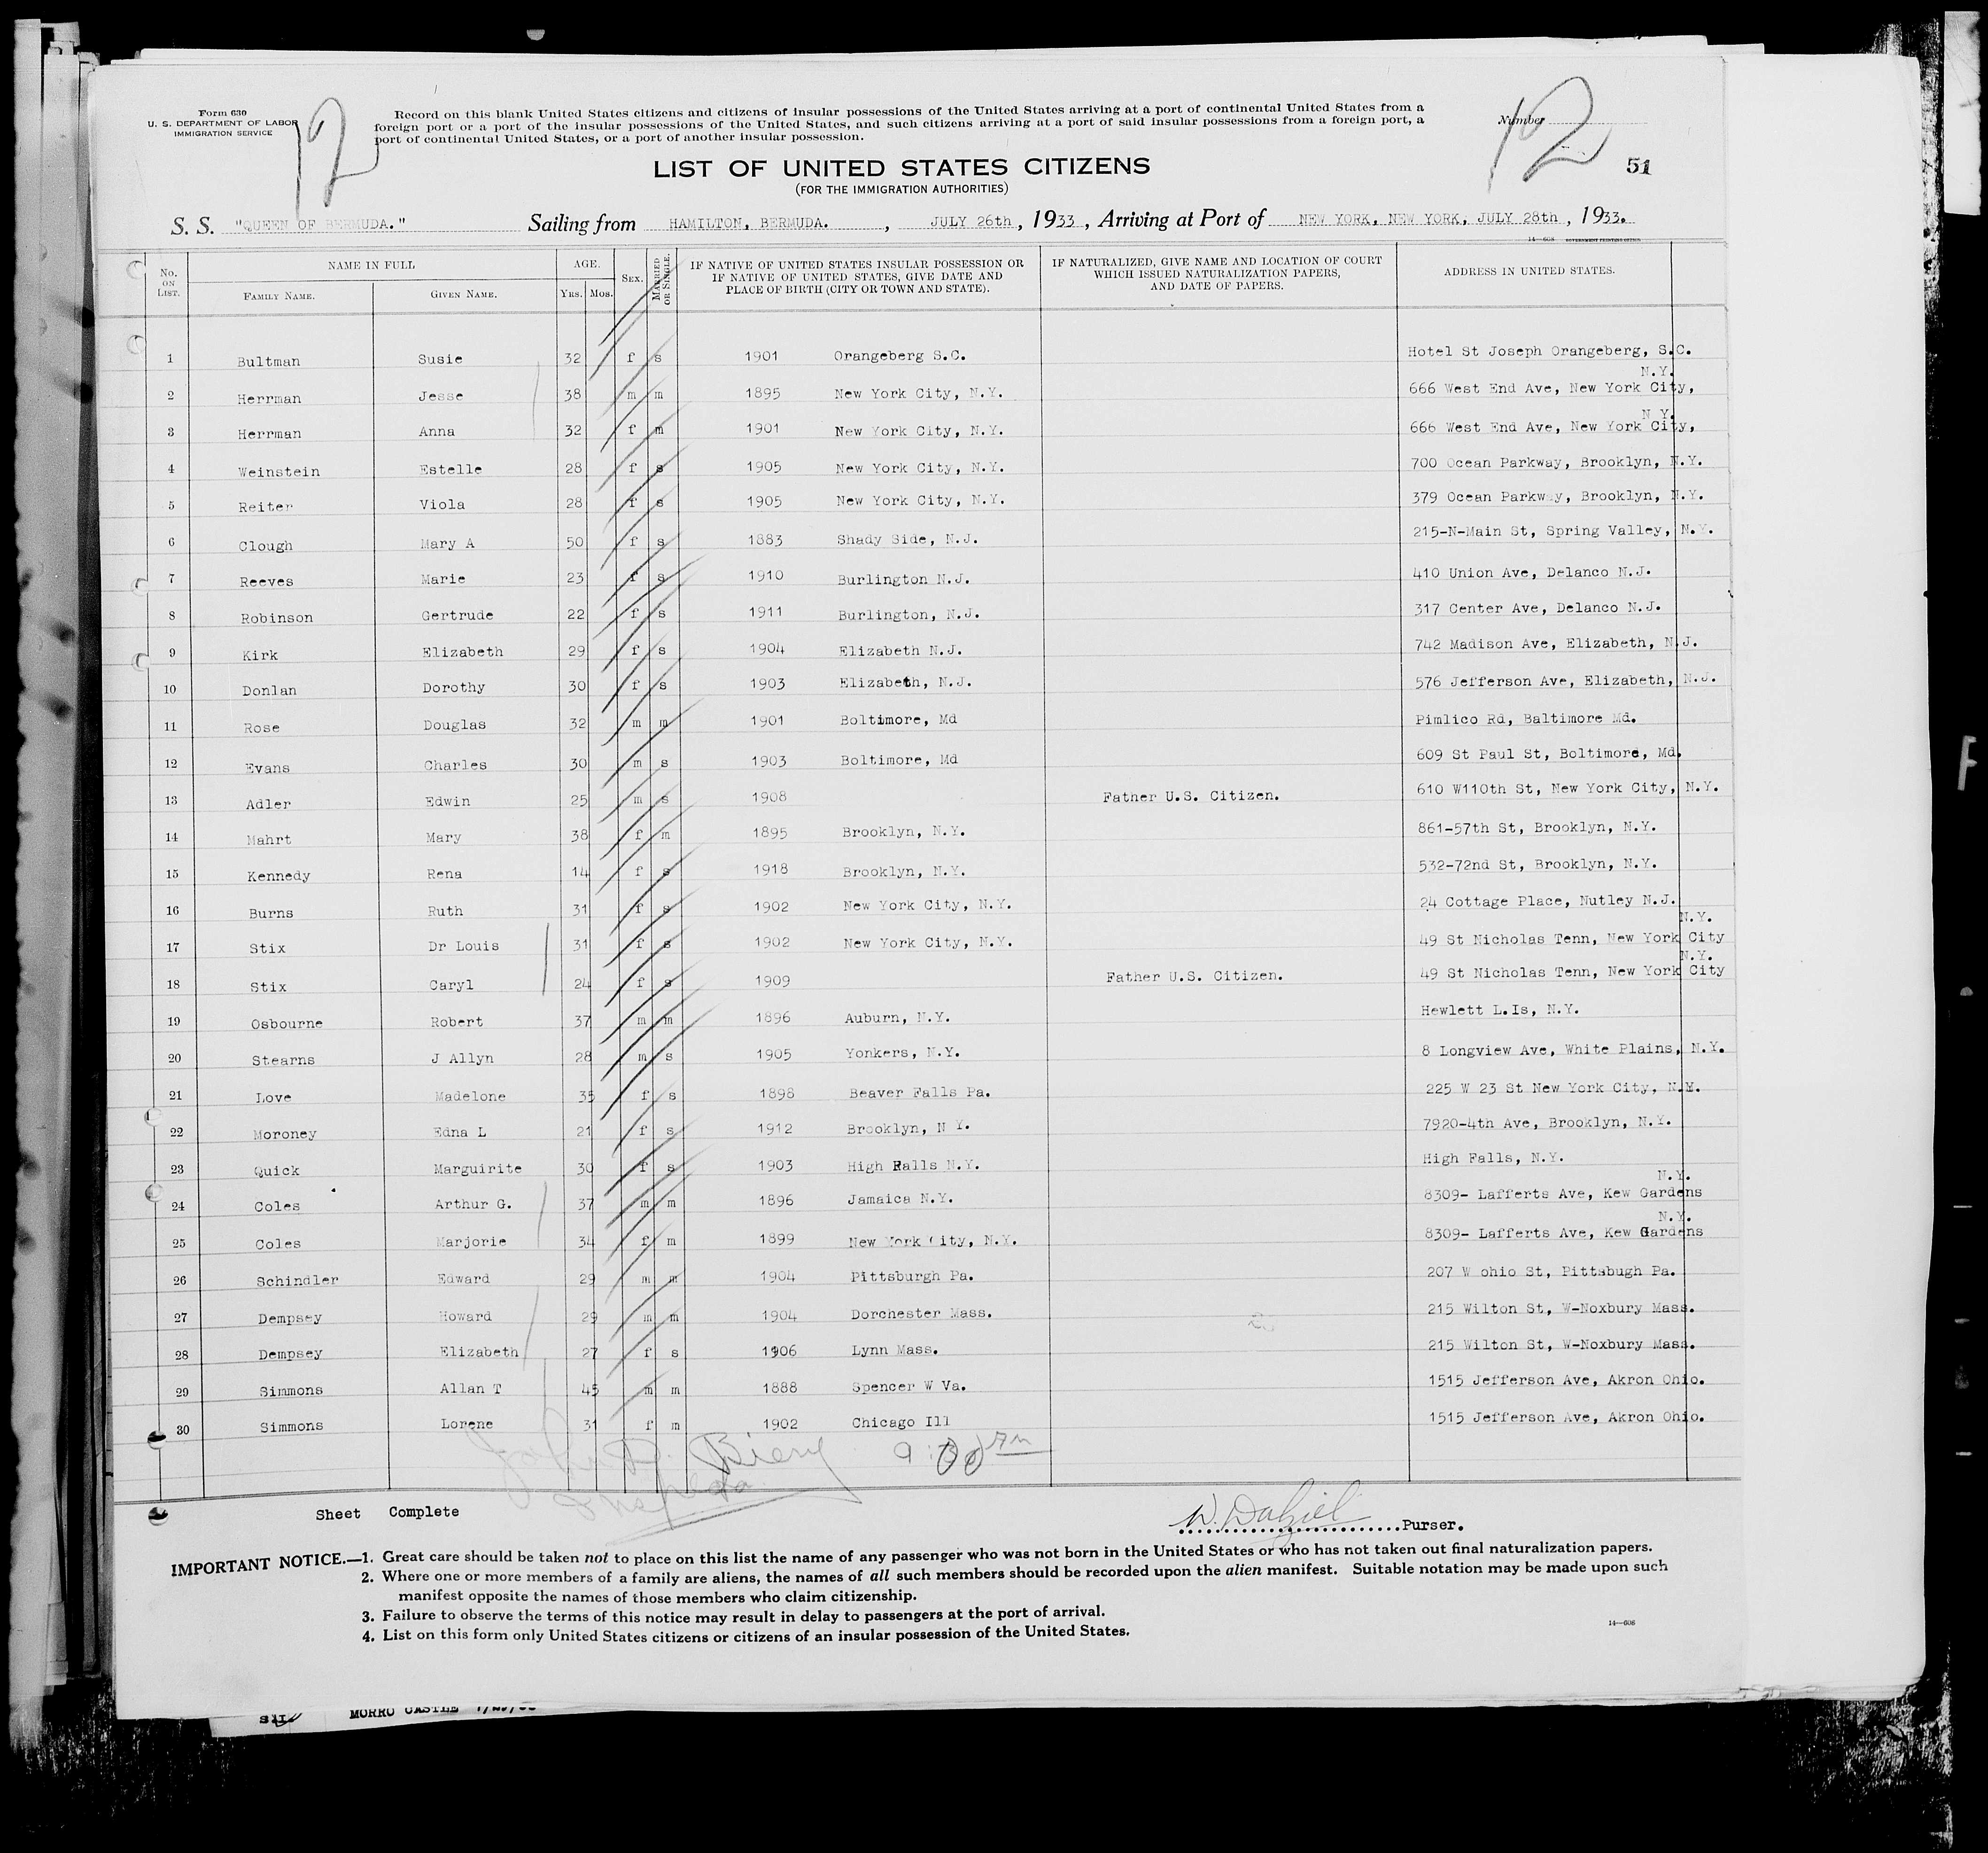 Form 630
U. S. DEPARTMENT OF LABOR
IMMIGRATION SERVICE
12
Record on this blank United States citizens and citizens of insular possessions of the United States arriving at a port of continental United States from a
foreign port or a port of the insular possessions of the United States, and such citizens arriving at a port of said insular possessions from a foreign port, a
port of continental United States, or a port of another insular possession.
Number
12
51
LIST OF UNITED STATES CITIZENS
(FOR THE IMMIGRATION AUTHORITIES)
S. S. "QUEEN OF BERMUDA." Sailing from HAMILTON, BERMUDA. , JULY 26th , 1933 , Arriving at Port of NEW YORK, NEW YORK, JULY 28th , 1933.
14—608 GOVERNMENT PRINTING OFFICE
No. ON LIST. NAME IN FULL FAMILY NAME. GIVEN NAME. AGE. YRS. MOS. SEX. MARRIED OR SINGLE. IF NATIVE OF UNITED STATES INSULAR POSSESSION OR IF NATIVE OF UNITED STATES, GIVE DATE AND PLACE OF BIRTH (CITY OR TOWN AND STATE). IF NATURALIZED, GIVE NAME AND LOCATION OF COURT WHICH ISSUED NATURALIZATION PAPERS, AND DATE OF PAPERS. ADDRESS IN UNITED STATES.
1 Bultman Susie 32 f s 1901 Orangeberg S.C. Hotel St Joseph Orangeberg, S.C.
N.Y.
2 Herrman Jesse 38 m m 1895 New York City, N.Y. 666 West End Ave, New York City,
N Y.
3 Herrman Anna 32 f m 1901 New York City, N.Y. 666 West End Ave, New York City,
4 Weinstein Estelle 28 f s 1905 New York City, N.Y. 700 Ocean Parkway, Brooklyn, N.Y.
5 Reiter Viola 28 f s 1905 New York City, N.Y. 379 Ocean Parkway, Brooklyn, N.Y.
6 Clough Mary A 50 f s 1883 Shady Side, N.J. 215-N-Main St, Spring Valley, N.Y.
7 Reeves Marie 23 f s 1910 Burlington N.J. 410 Union Ave, Delanco N.J.
8 Robinson Gertrude 22 f s 1911 Burlington, N.J. 317 Center Ave, Delanco N.J.
9 Kirk Elizabeth 29 f s 1904 Elizabeth N.J. 742 Madison Ave, Elizabeth, N.J.
10 Donlan Dorothy 30 f s 1903 Elizabeth, N.J. 576 Jefferson Ave, Elizabeth, N.J.
11 Rose Douglas 32 m m 1901 Boltimore, Md Pimlico Rd, Baltimore Md.
12 Evans Charles 30 m s 1903 Boltimore, Md 609 St Paul St, Boltimore, Md.
13 Adler Edwin 25 m s 1908 Father U.S. Citizen. 610 W110th St, New York City, N.Y.
14 Mahrt Mary 38 f m 1895 Brooklyn, N.Y. 861-57th St, Brooklyn, N.Y.
15 Kennedy Rena 14 f s 1918 Brooklyn, N.Y. 532-72nd St, Brooklyn, N.Y.
16 Burns Ruth 31 f s 1902 New York City, N.Y. 24 Cottage Place, Nutley N.J.
N.Y.
17 Stix Dr Louis 31 f s 1902 New York City, N.Y. 49 St Nicholas Tenn, New York City
N.Y.
18 Stix Caryl 24 f s 1909 Father U.S. Citizen. 49 St Nicholas Tenn, New York City
19 Osbourne Robert 37 m m 1896 Auburn, N.Y. Hewlett L.Is, N.Y.
20 Stearns J Allyn 28 m s 1905 Yonkers, N.Y. 8 Longview Ave, White Plains, N.Y.
21 Love Madelone 35 f s 1898 Beaver Falls Pa. 225 W 23 St New York City, N.Y.
22 Moroney Edna L 21 f s 1912 Brooklyn, N Y. 7920-4th Ave, Brooklyn, N.Y.
23 Quick Marguirite 30 f s 1903 High Falls N.Y. High Falls, N.Y.
N.Y.
24 Coles Arthur G. 37 m m 1896 Jamaica N.Y. 8309- Lafferts Ave, Kew Gardens
N.Y.
25 Coles Marjorie 34 f m 1899 New York City, N.Y. 8309- Lafferts Ave, Kew Gardens
26 Schindler Edward 29 m m 1904 Pittsburgh Pa. 207 W ohio St, Pittsbugh Pa.
27 Dempsey Howard 29 m m 1904 Dorchester Mass. 215 Wilton St, W-Noxbury Mass.
28 Dempsey Elizabeth 27 f s 1906 Lynn Mass. 215 Wilton St, W-Noxbury Mass.
29 Simmons Allan T 45 m m 1888 Spencer W Va. 1515 Jefferson Ave, Akron Ohio.
30 Simmons Lorene 31 f m 1902 Chicago Ill 1515 Jefferson Ave, Akron Ohio.
John D. Biery 9:00
Inspector
Sheet Complete
W. Dalziel
Purser.
IMPORTANT NOTICE.—1. Great care should be taken not to place on this list the name of any passenger who was not born in the United States or who has not taken out final naturalization papers.
2. Where one or more members of a family are aliens, the names of all such members should be recorded upon the alien manifest. Suitable notation may be made upon such
manifest opposite the names of those members who claim citizenship.
3. Failure to observe the terms of this notice may result in delay to passengers at the port of arrival.
4. List on this form only United States citizens or citizens of an insular possession of the United States.
14—608
MORRO CASTLE